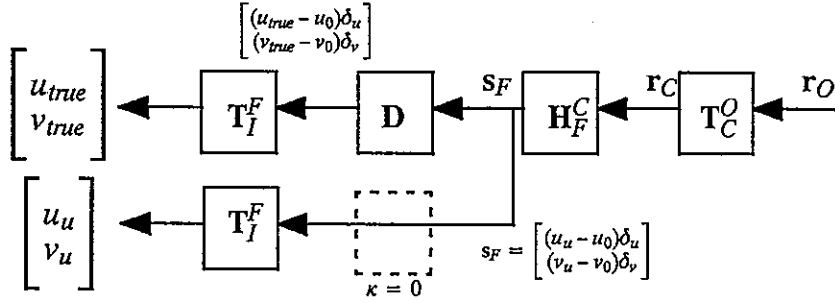 [(u_true − u_0)δ_u]
[(v_true − v_0)δ_v]
s_F r_C r_O
[u_true]
[v_true]
T_I^F D H_F^C T_C^O
[u_u]
[v_u]
T_I^F
s_F = [(u_u − u_0)δ_u]
[(v_u − v_0)δ_v]
κ = 0